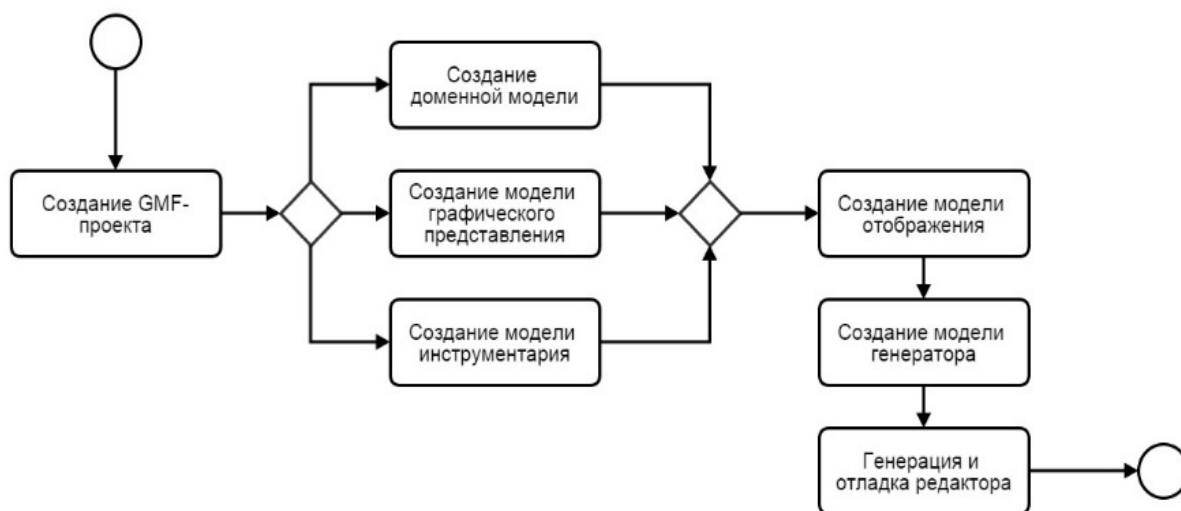 Создание
доменной модели
Создание GMF-
проекта
Создание модели
графического
представления
Создание модели
инструментария
Создание модели
отображения
Создание модели
генератора
Генерация и
отладка редактора